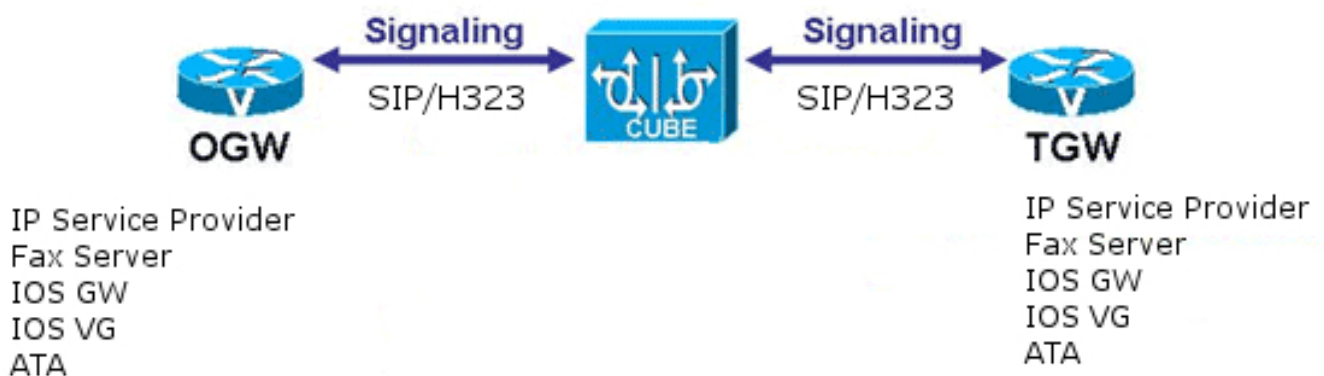 Signaling
SIP/H323
Signaling
SIP/H323
V
OGW
CUBE
V
TGW
IP Service Provider
Fax Server
IOS GW
IOS VG
ATA
IP Service Provider
Fax Server
IOS GW
IOS VG
ATA